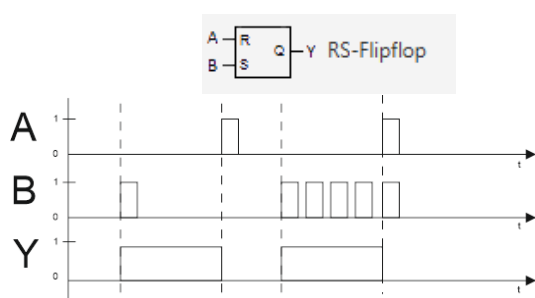 A R Q Y RS-Flipflop
B S
A 1
0 t
B 1
0 t
Y 1
0 t